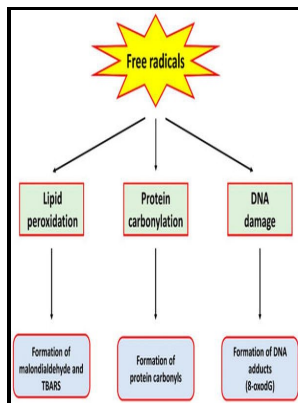 Free radicals
Lipid
peroxidation
Protein
carbonylation
DNA
damage
Formation of
malondialdehyde and
TBARS
Formation of
protein carbonyls
Formation of DNA
adducts
(8-oxodG)